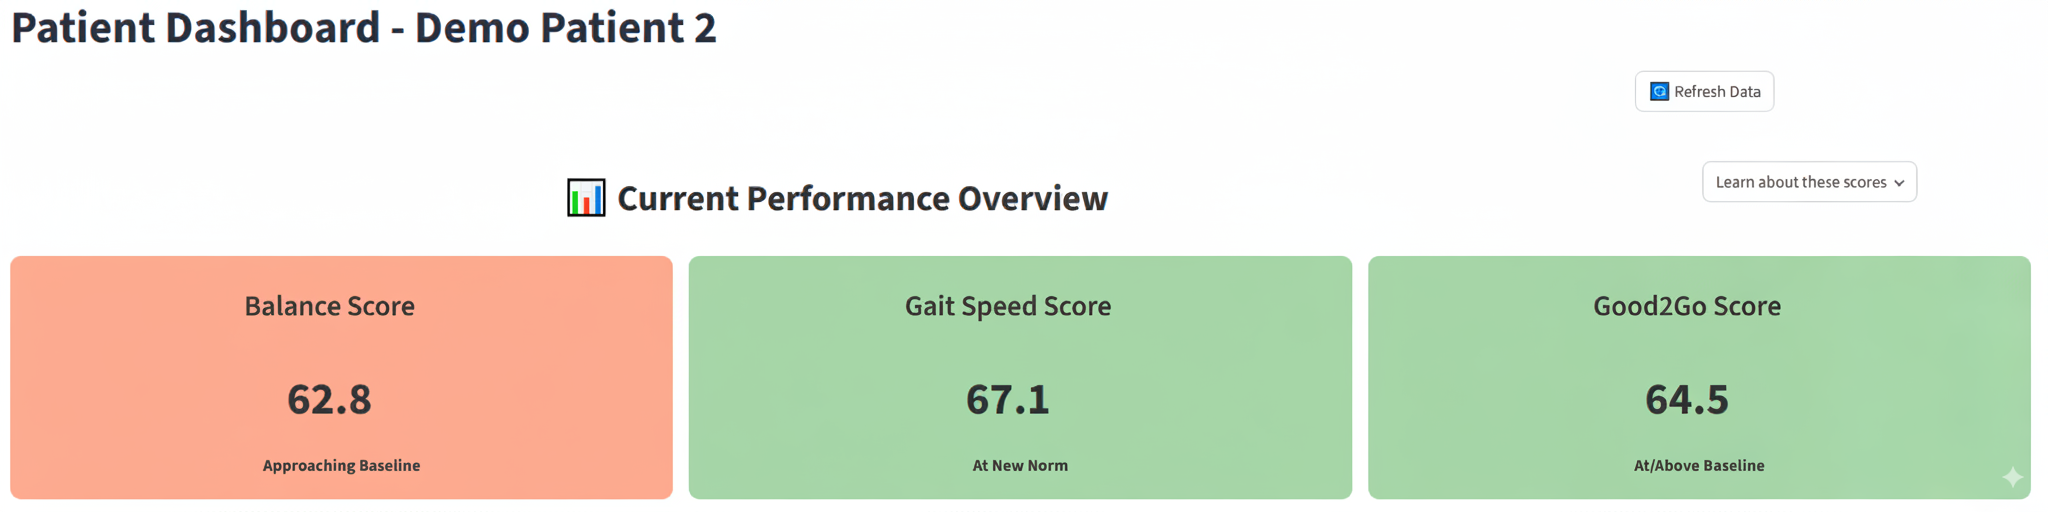 Patient Dashboard - Demo Patient 2
Refresh Data
Learn about these scores
Current Performance Overview
Balance Score
62.8
Approaching Baseline
Gait Speed Score
67.1
At New Norm
Good2Go Score
64.5
At/Above Baseline